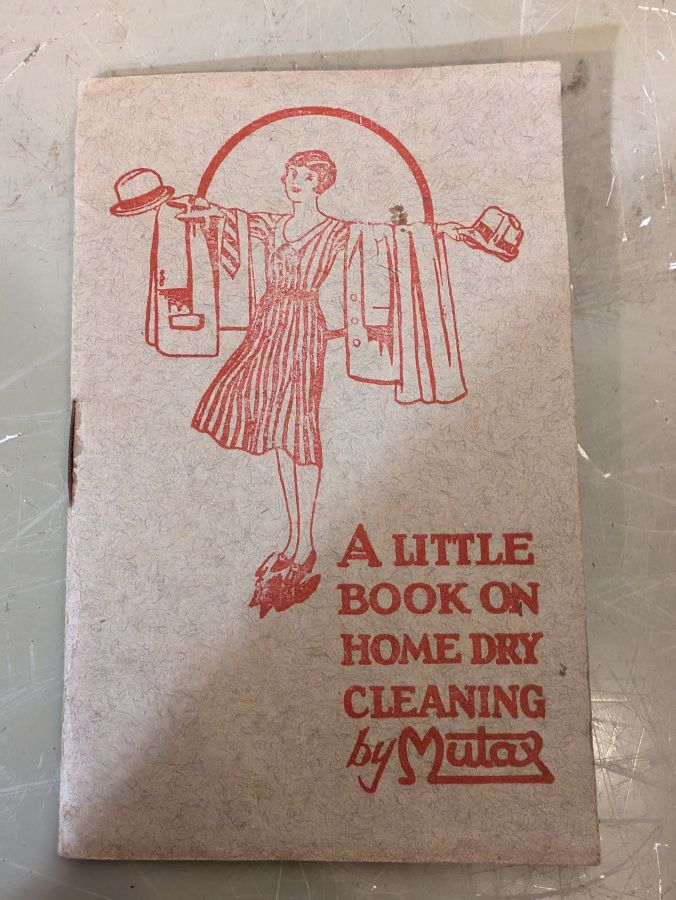 A LITTLE
BOOK ON
HOME DRY
CLEANING
by Mutax